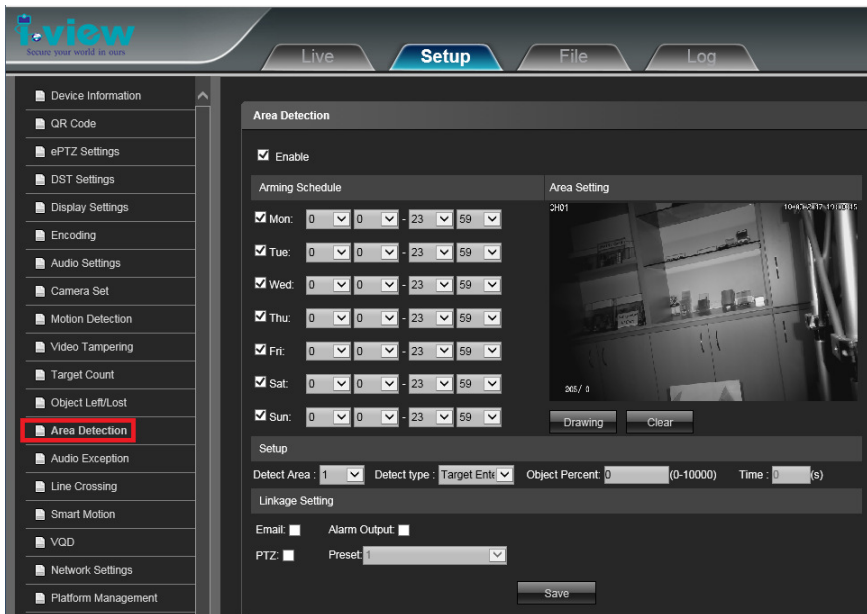 i-view
Secure your world in ours
Live
Setup
File
Log
Device Information
QR Code
ePTZ Settings
DST Settings
Display Settings
Encoding
Audio Settings
Camera Set
Motion Detection
Video Tampering
Target Count
Object Left/Lost
Area Detection
Audio Exception
Line Crossing
Smart Motion
VQD
Network Settings
Platform Management
Area Detection
Enable
Arming Schedule
Area Setting
Mon: 0 0 - 23 59
Tue: 0 0 - 23 59
Wed: 0 0 - 23 59
Thu: 0 0 - 23 59
Fri: 0 0 - 23 59
Sat: 0 0 - 23 59
Sun: 0 0 - 23 59
CH01
205/ 0
Drawing
Clear
Setup
Detect Area : 1 Detect type : Target Ente Object Percent: 0 (0-10000) Time : 0 (s)
Linkage Setting
Email: Alarm Output:
PTZ: Preset: 1
Save